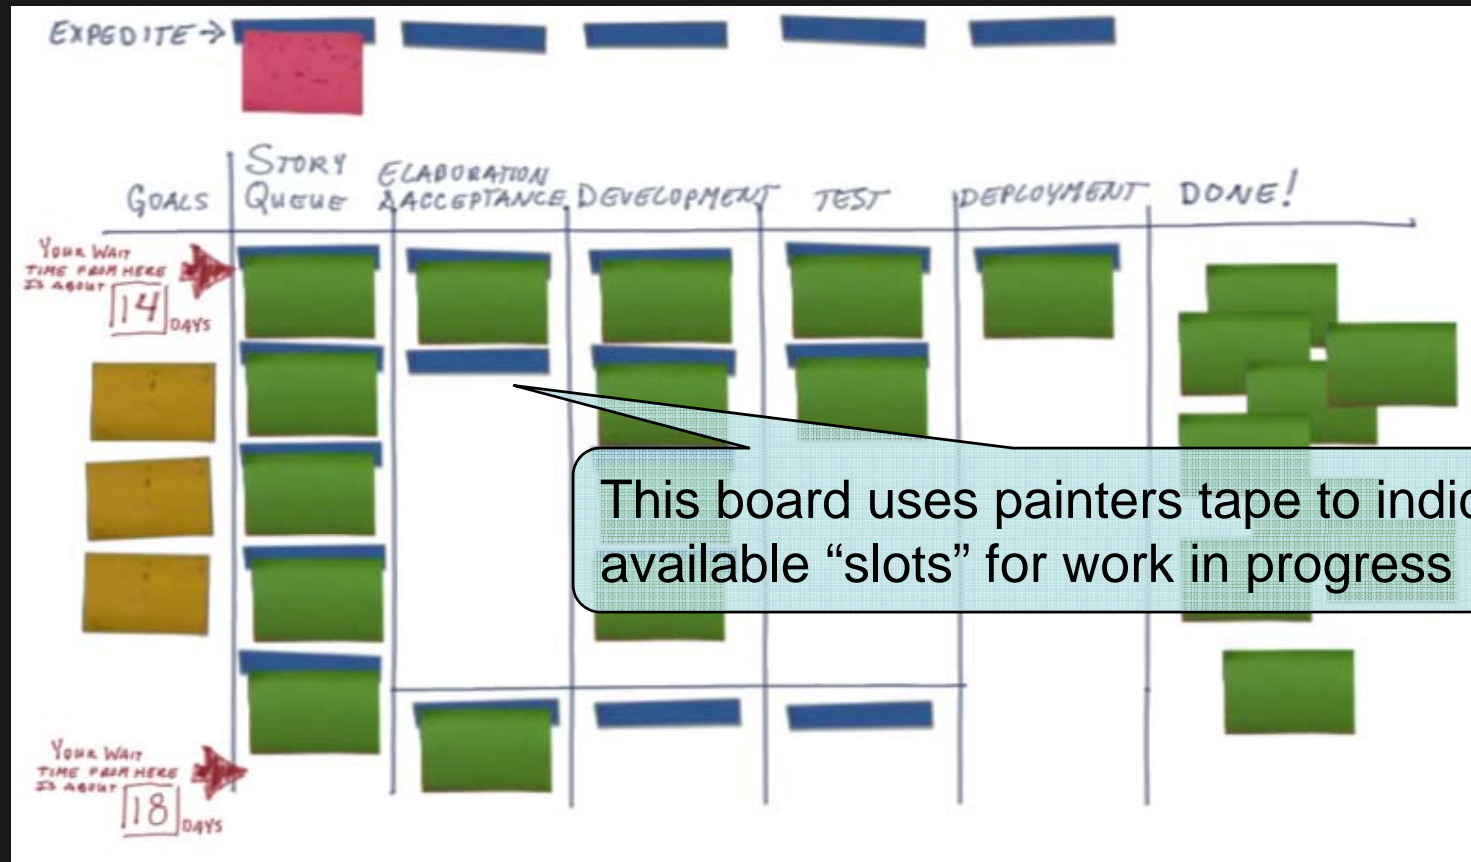 EXPEDITE →
GOALS
STORY
QUEUE
ELABORATION
& ACCEPTANCE
DEVELOPMENT
TEST
DEPLOYMENT
DONE!
YOUR WAIT
TIME FROM HERE
IS ABOUT
14 DAYS
This board uses painters tape to indic
available “slots” for work in progress
YOUR WAIT
TIME FROM HERE
IS ABOUT
18 DAYS